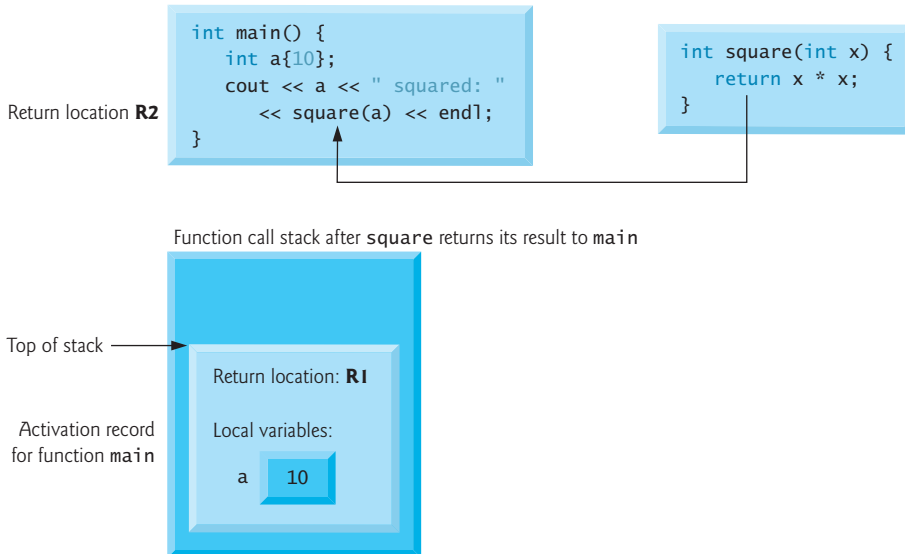 int main() {
int a{10};
cout << a << " squared: "
<< square(a) << endl;
}
Return location R2
int square(int x) {
return x * x;
}
Function call stack after square returns its result to main
Top of stack
Return location: R1
Activation record
for function main
Local variables:
a 10